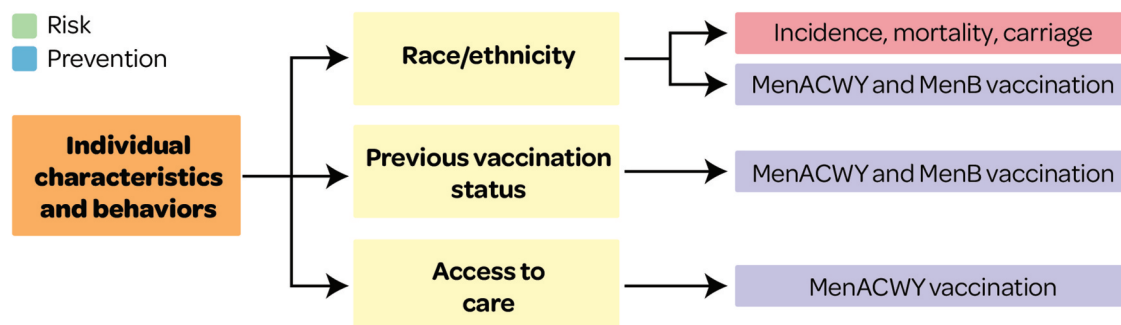 Risk
Prevention
Individual
characteristics
and behaviors
Race/ethnicity
Incidence, mortality, carriage
MenACWY and MenB vaccination
Previous vaccination
status
MenACWY and MenB vaccination
Access to
care
MenACWY vaccination